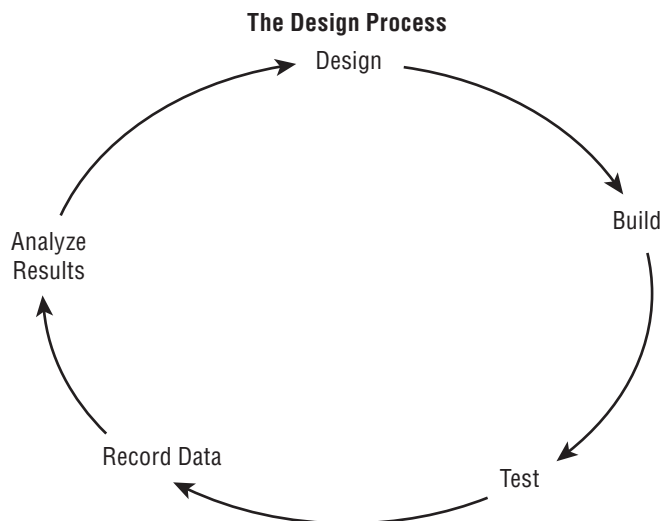 The Design Process
Design
Build
Test
Record Data
Analyze
Results